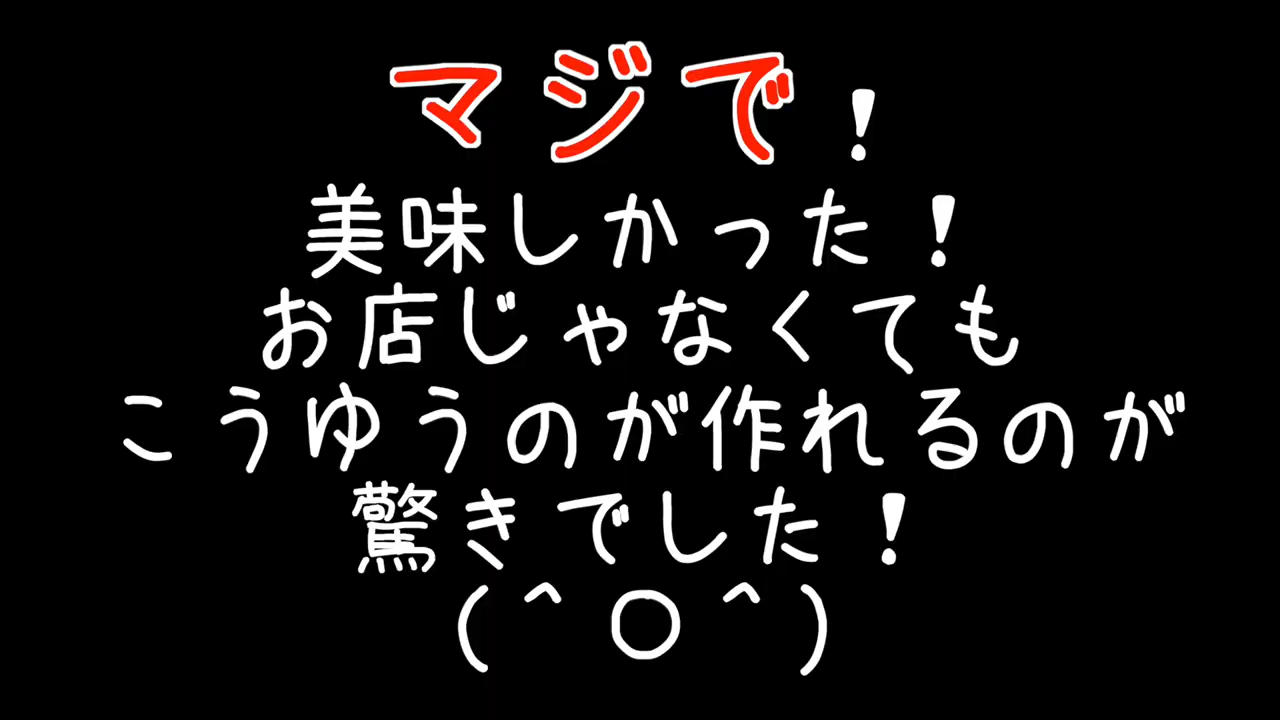 マジで！
美味しかった！
お店じゃなくても
こうゆうのが作れるのが
驚きでした！
(＾〇＾)